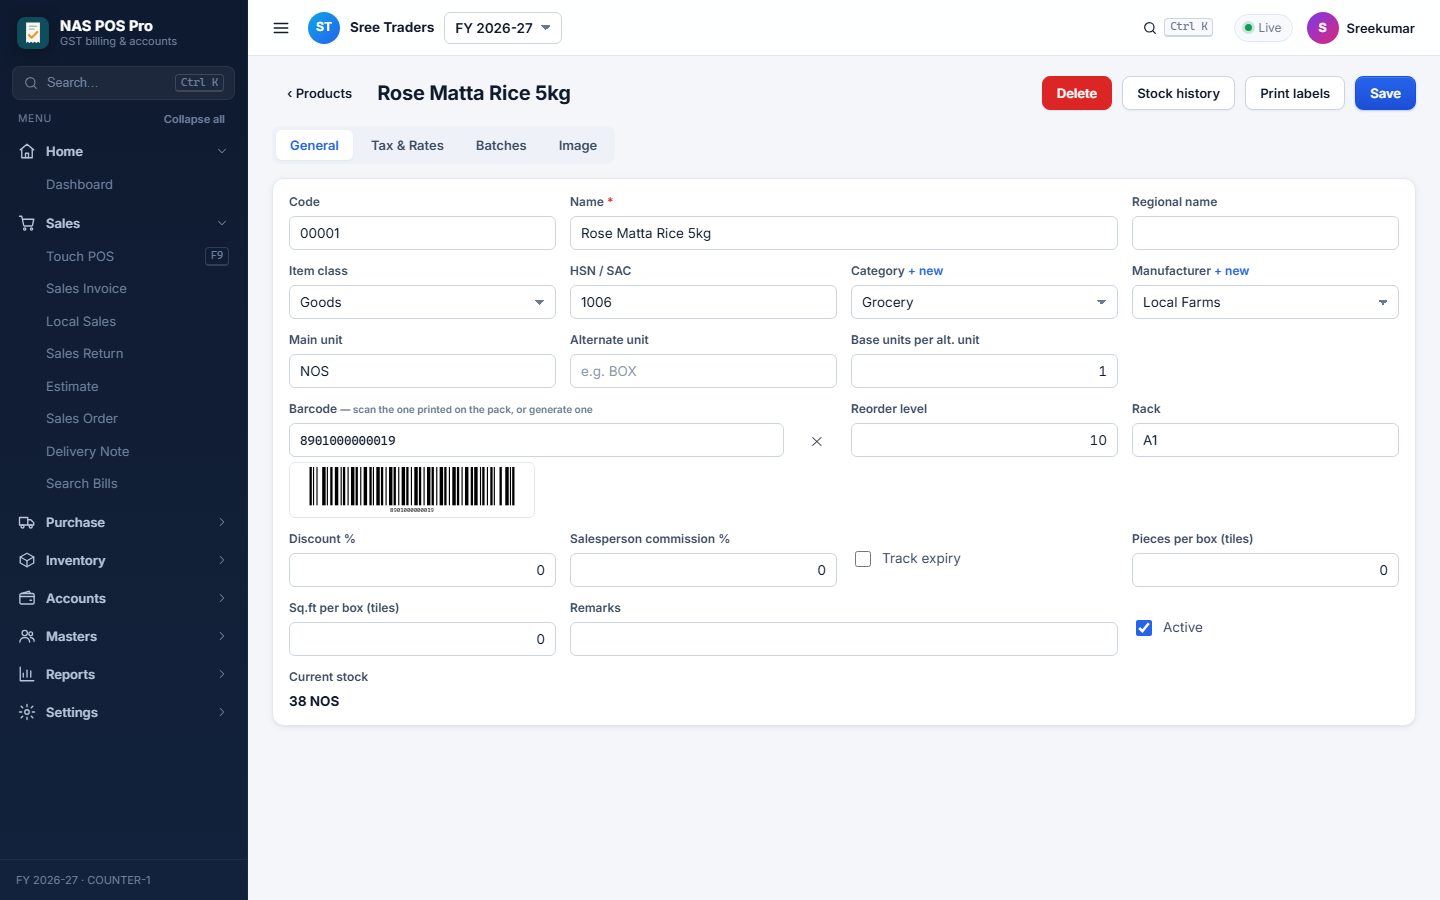 NAS POS Pro
GST billing & accounts
Search... Ctrl K
MENU Collapse all
Home
Dashboard
Sales
Touch POS F9
Sales Invoice
Local Sales
Sales Return
Estimate
Sales Order
Delivery Note
Search Bills
Purchase
Inventory
Accounts
Masters
Reports
Settings
FY 2026-27 · COUNTER-1
ST Sree Traders FY 2026-27 Ctrl K Live S Sreekumar
‹ Products Rose Matta Rice 5kg Delete Stock history Print labels Save
General Tax & Rates Batches Image
Code Name * Regional name
00001 Rose Matta Rice 5kg
Item class HSN / SAC Category + new Manufacturer + new
Goods 1006 Grocery Local Farms
Main unit Alternate unit Base units per alt. unit
NOS e.g. BOX 1
Barcode — scan the one printed on the pack, or generate one Reorder level Rack
8901000000019 10 A1
8901000000019
Discount % Salesperson commission % Track expiry Pieces per box (tiles)
0 0 0
Sq.ft per box (tiles) Remarks Active
0
Current stock
38 NOS